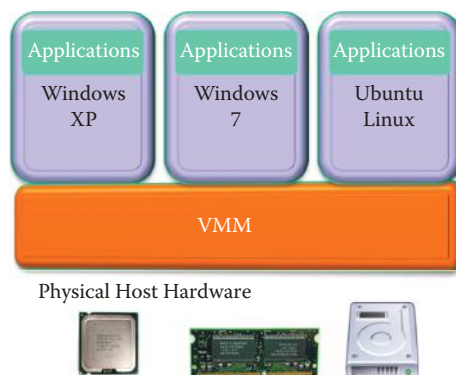 Applications
Windows
XP
Applications
Windows
7
Applications
Ubuntu
Linux
VMM
Physical Host Hardware